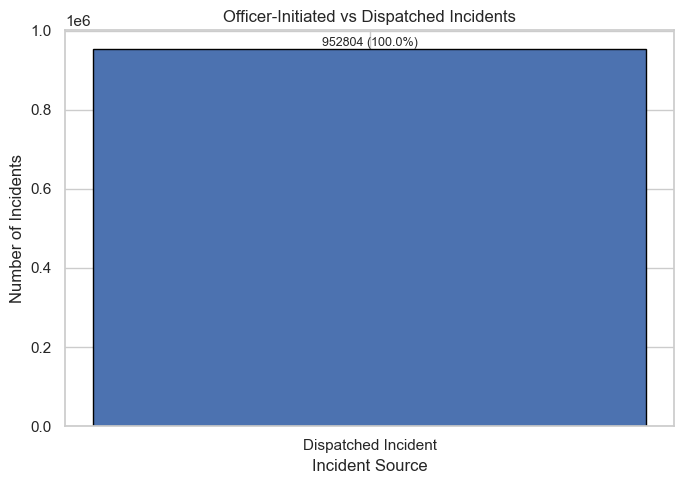 Officer-Initiated vs Dispatched Incidents
1e6
952804 (100.0%)
1.0
0.8
0.6
0.4
0.2
0.0
Number of Incidents
Dispatched Incident
Incident Source